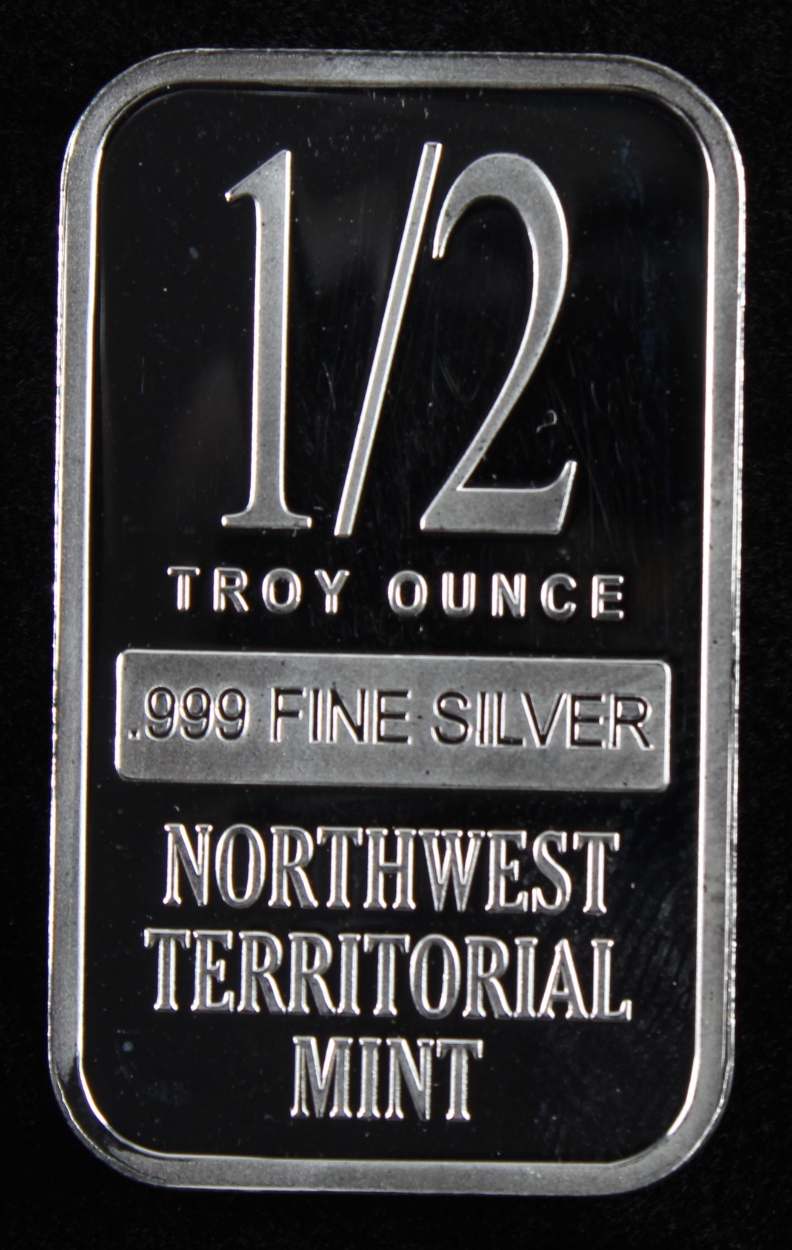 1/2
TROY OUNCE
.999 FINE SILVER
NORTHWEST
TERRITORIAL
MINT